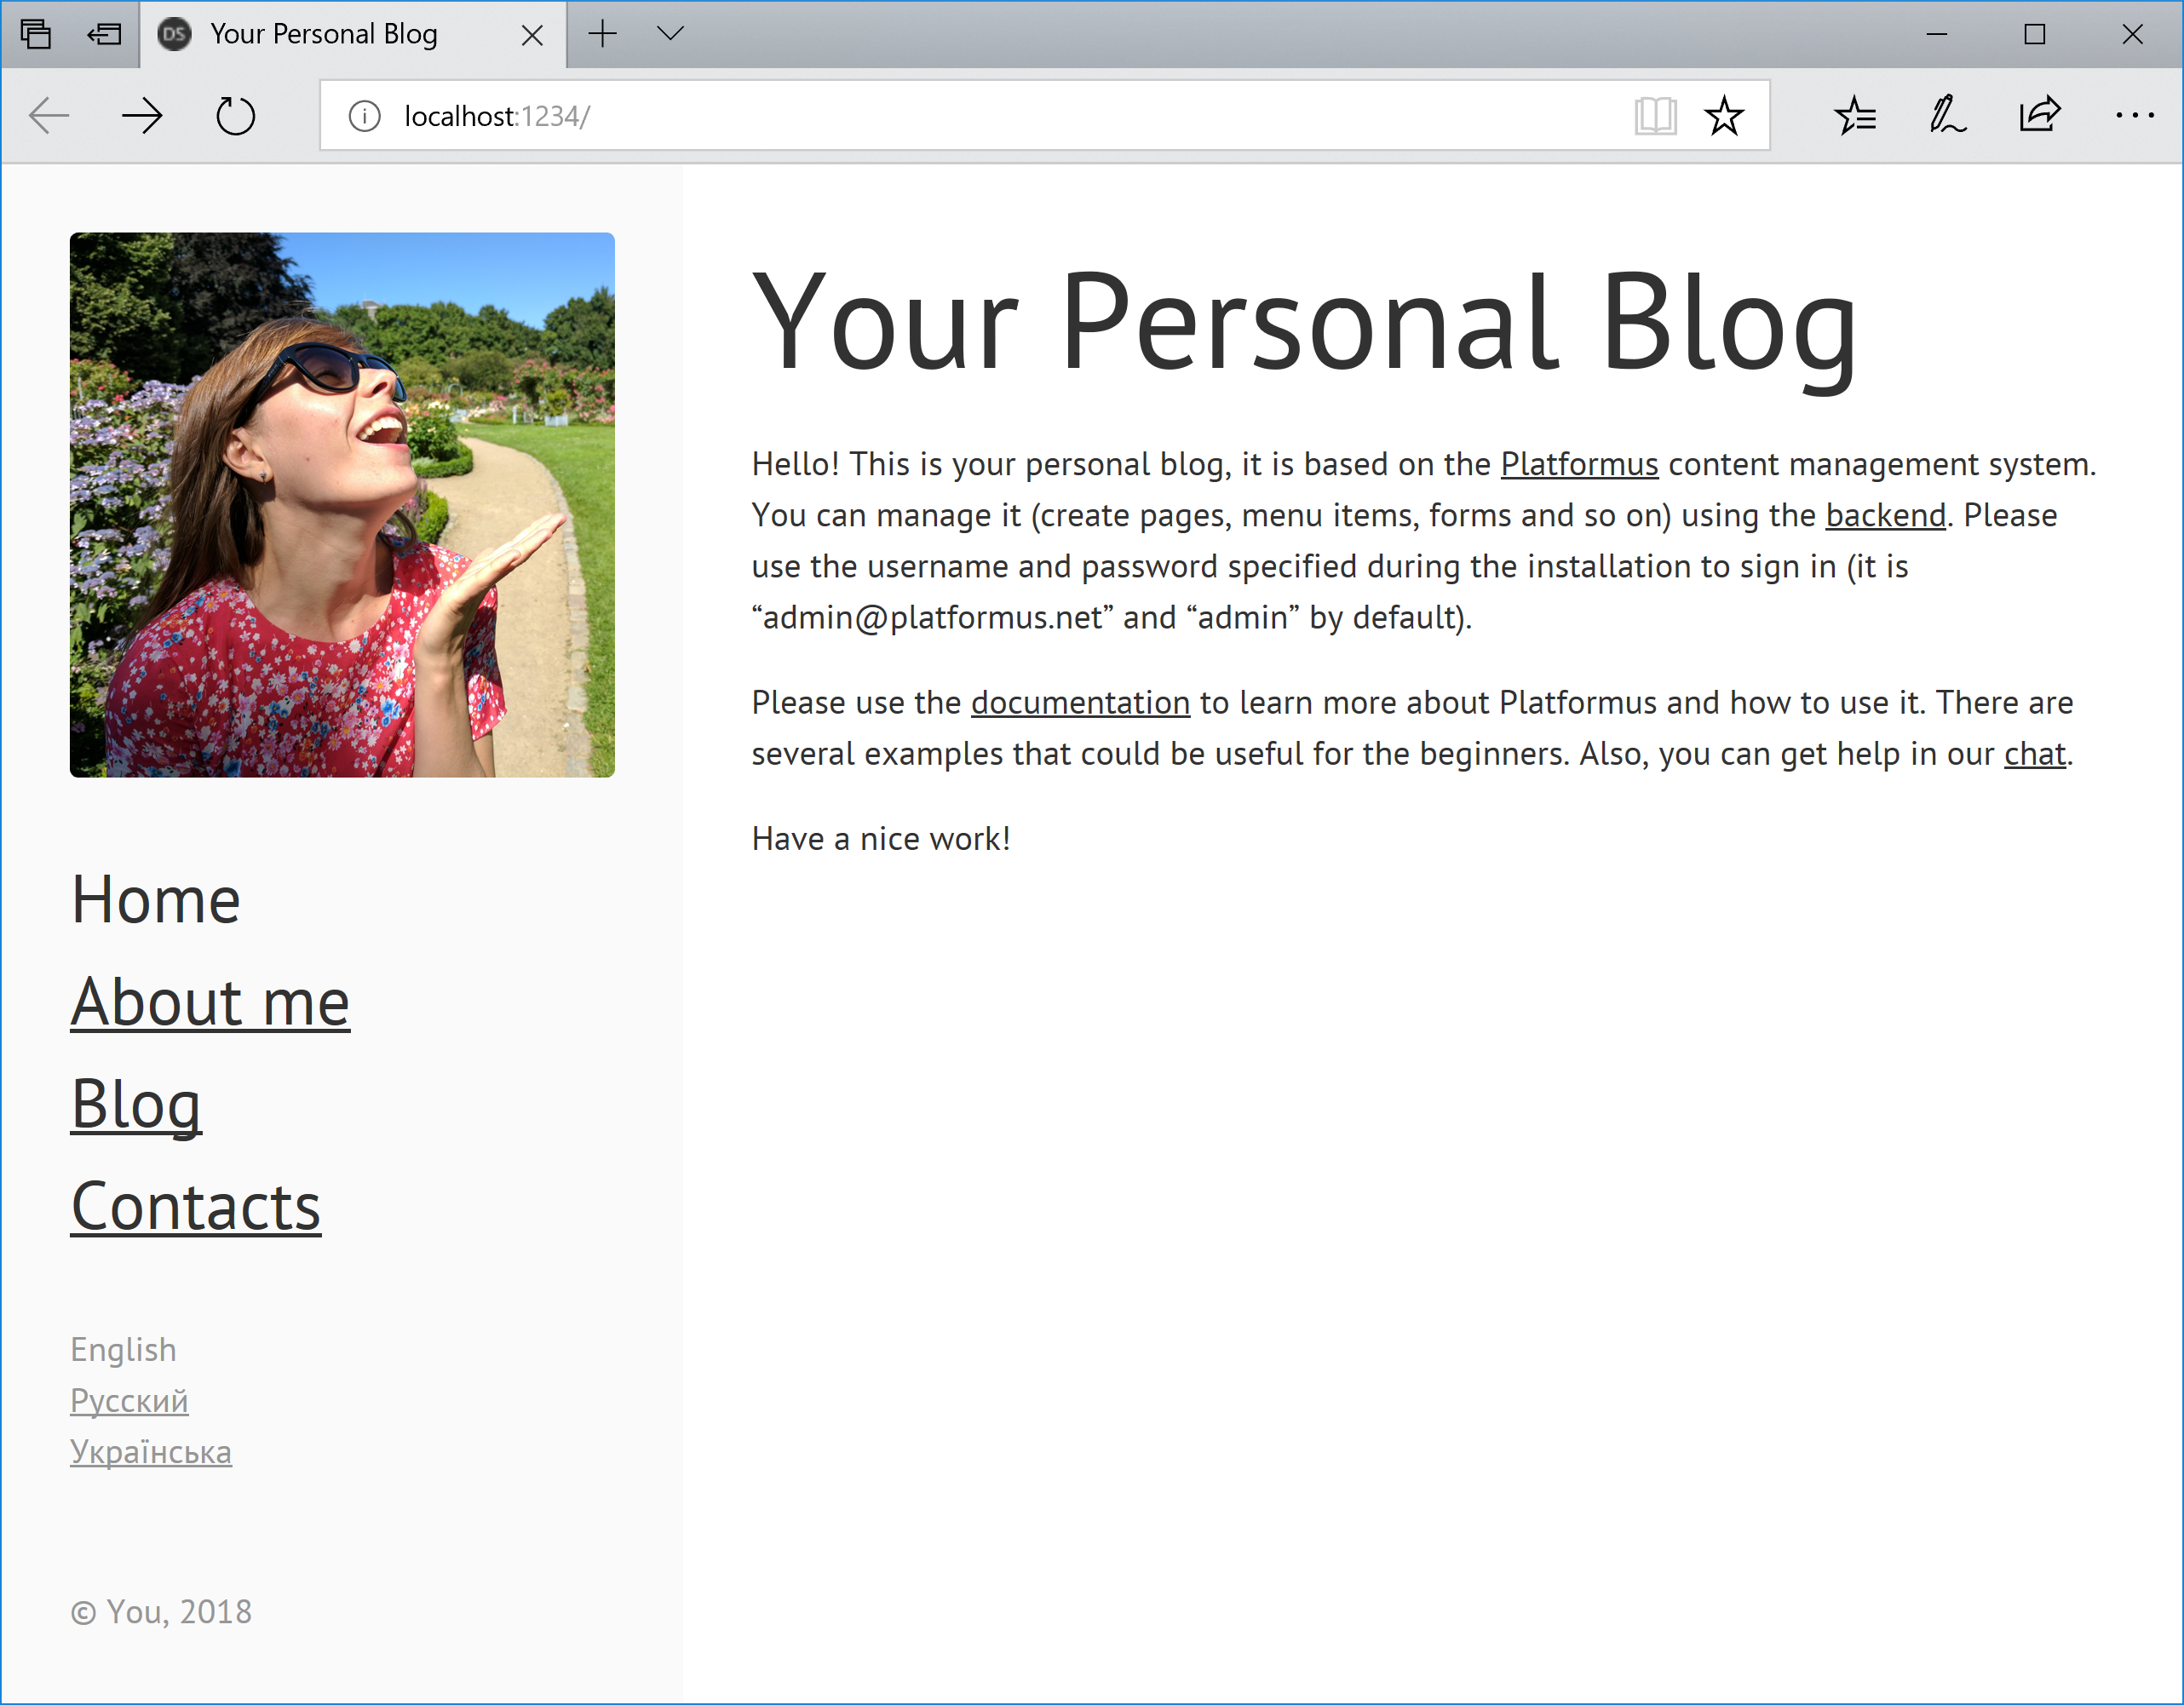 DS Your Personal Blog
localhost:1234/
Your Personal Blog
Hello! This is your personal blog, it is based on the Platformus content management system.
You can manage it (create pages, menu items, forms and so on) using the backend. Please
use the username and password specified during the installation to sign in (it is
“admin@platformus.net” and “admin” by default).
Please use the documentation to learn more about Platformus and how to use it. There are
several examples that could be useful for the beginners. Also, you can get help in our chat.
Have a nice work!
Home
About me
Blog
Contacts
English
Русский
Українська
© You, 2018